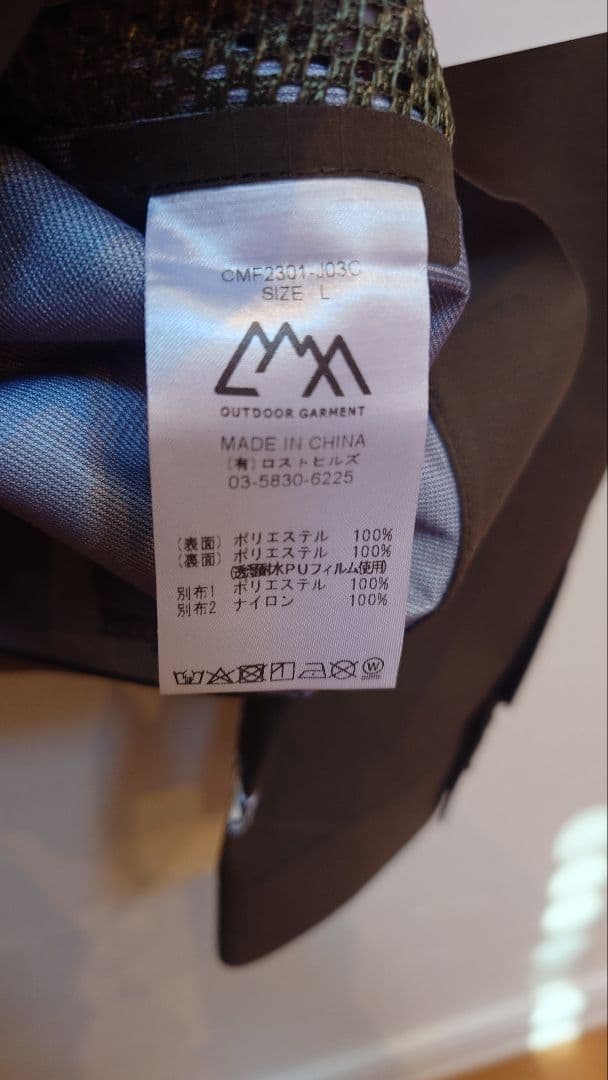 CMF2301-J03C
SIZE L
OUTDOOR GARMENT
MADE IN CHINA
(有)ロストヒルズ
03-5830-6225
(表面) ポリエステル 100%
(裏面) ポリエステル 100%
(透湿耐水PUフィルム使用)
別布1 ポリエステル 100%
別布2 ナイロン 100%
W